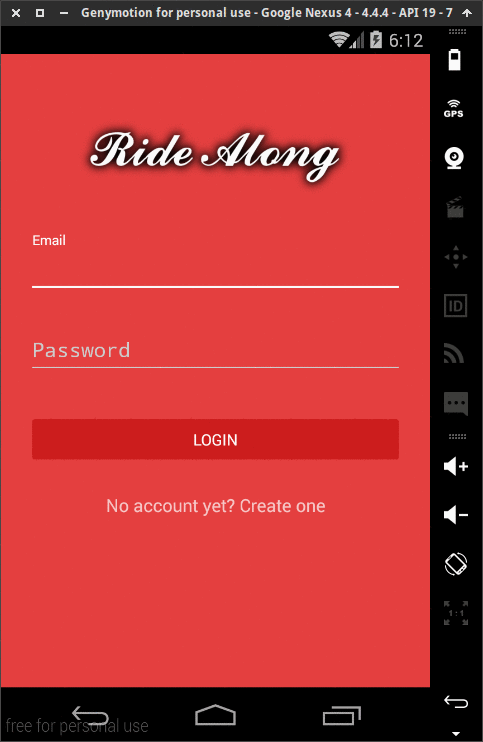 Genymotion for personal use - Google Nexus 4 - 4.4.4 - API 19 - 7
6:12
GPS
Ride Along
Email
Password
ID
LOGIN
No account yet? Create one
1:1
free for personal use